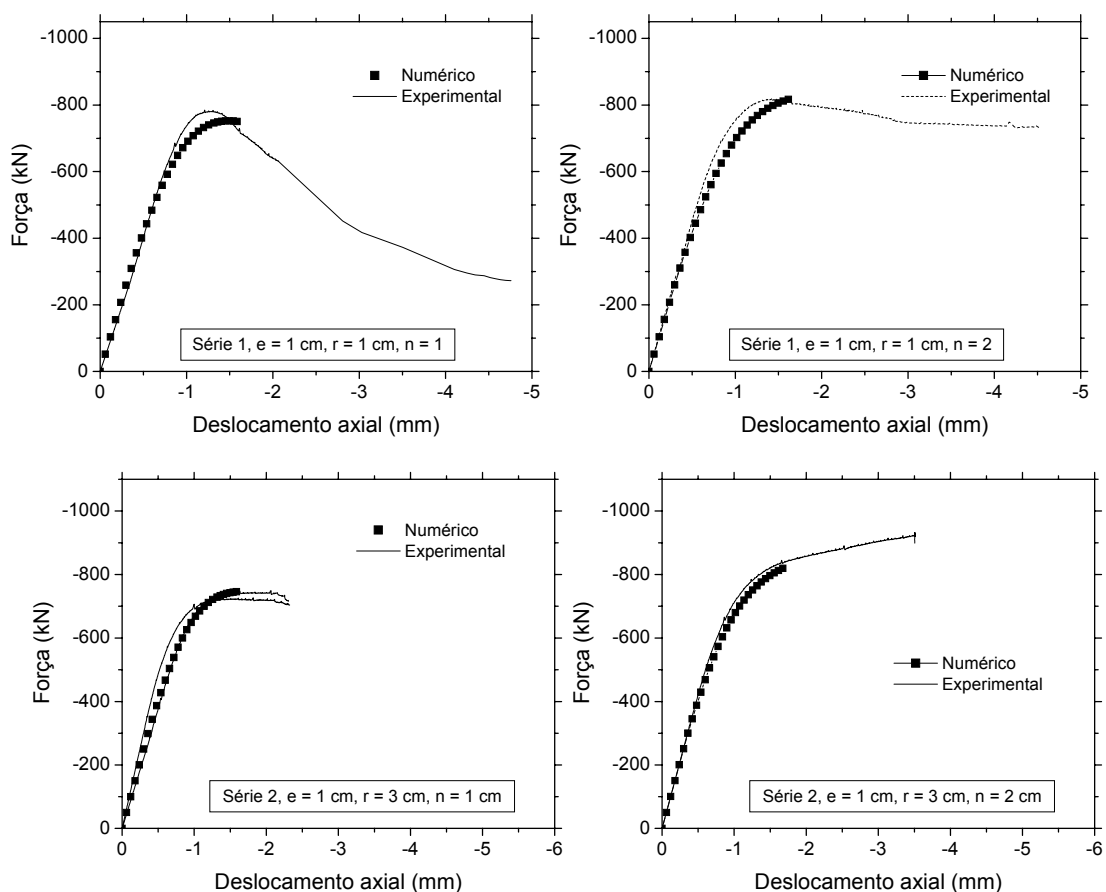 -1000
-800
-600
-400
-200
0
Força (kN)
Numérico
Experimental
Série 1, e = 1 cm, r = 1 cm, n = 1
0 -1 -2 -3 -4 -5
Deslocamento axial (mm)
-1000
-800
-600
-400
-200
0
Força (kN)
Numérico
Experimental
Série 1, e = 1 cm, r = 1 cm, n = 2
0 -1 -2 -3 -4 -5
Deslocamento axial (mm)
-1000
-800
-600
-400
-200
0
Força (kN)
Numérico
Experimental
Série 2, e = 1 cm, r = 3 cm, n = 1 cm
0 -1 -2 -3 -4 -5 -6
Deslocamento axial (mm)
-1000
-800
-600
-400
-200
0
Força (kN)
Numérico
Experimental
Série 2, e = 1 cm, r = 3 cm, n = 2 cm
0 -1 -2 -3 -4 -5 -6
Deslocamento axial (mm)